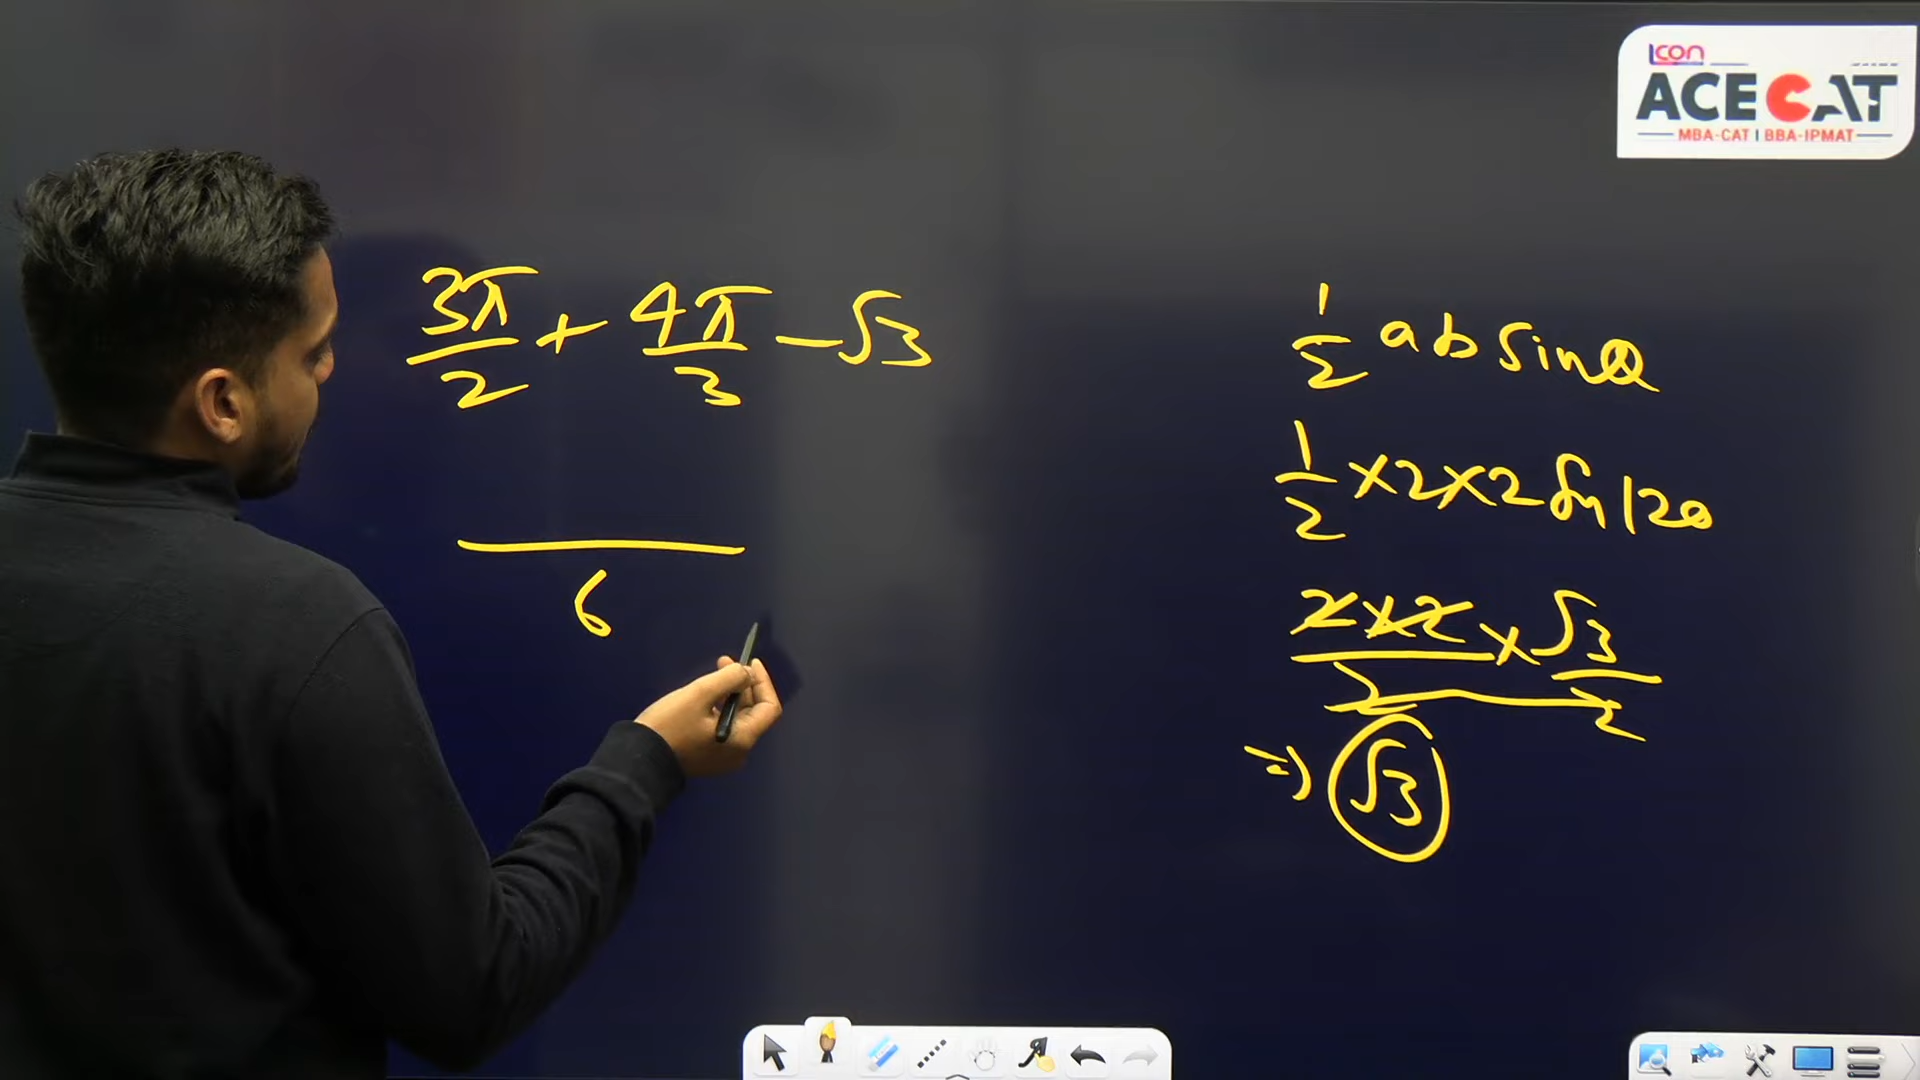 Icon
ACE CAT
MBA-CAT | BBA-IPMAT
3π/2 + 4π/3 - √3
6
1/2 ab sinθ
1/2 × 2 × 2 sin 120
2×2/2 × √3/2
⇒ √3